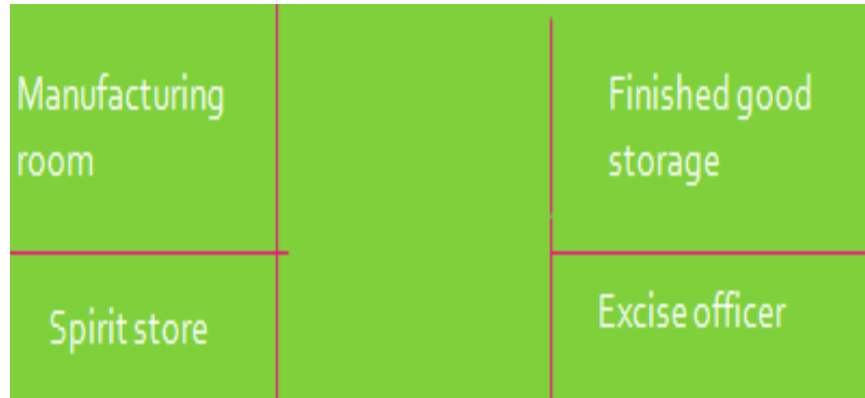 Manufacturing
room
Finished good
storage
Spirit store
Excise officer